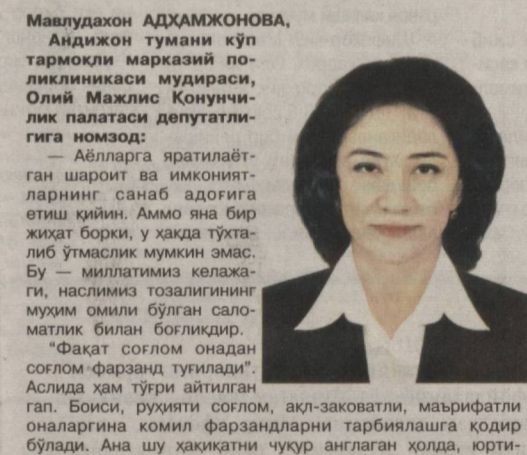 Мавлудахон АДҲАМЖОНОВА,
Андижон тумани кўп
тармоқли марказий по-
ликлиникаси мудираси,
Олий Мажлис Қонунчи-
лик палатаси депутатли-
гига номзод:
— Аёлларга яратилаёт-
ган шароит ва имконият-
ларнинг санаб адоғига
етиш қийин. Аммо яна бир
жиҳат борки, у ҳақда тўхта-
либ ўтмаслик мумкин эмас.
Бу — миллатимиз келажа-
ги, наслимиз тозалигининг
муҳим омили бўлган сало-
матлик билан боғлиқдир.
"Фақат соғлом онадан
соғлом фарзанд туғилади".
Аслида ҳам тўғри айтилган
гап. Боиси, руҳияти соғлом, ақл-заковатли, маърифатли
оналаргина комил фарзандларни тарбиялашга қодир
бўлади. Ана шу ҳақиқатни чуқур англаган ҳолда, юрти-